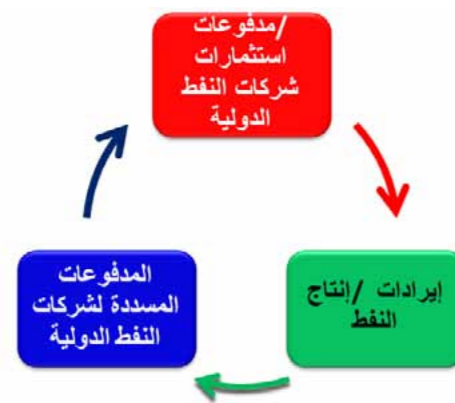 مدفوعات/
استثمارات
شركات النفط
الدولية
إيرادات /إنتاج
النفط
المدفوعات
المسددة لشركات
النفط الدولية